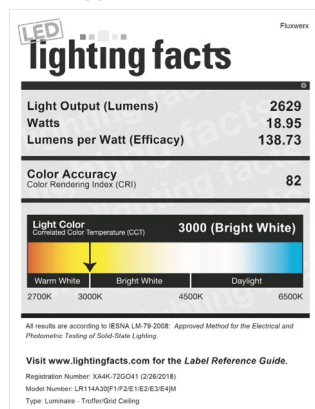 Fluxwerx
LED
lighting facts
Light Output (Lumens) 2629
Watts 18.95
Lumens per Watt (Efficacy) 138.73
Color Accuracy
Color Rendering Index (CRI) 82
Light Color
Correlated Color Temperature (CCT) 3000 (Bright White)
Warm White Bright White Daylight
2700K 3000K 4500K 6500K
All results are according to IESNA LM-79-2008: Approved Method for the Electrical and
Photometric Testing of Solid-State Lighting.
Visit www.lightingfacts.com for the Label Reference Guide.
Registration Number: XA4K-72GO41 (2/26/2018)
Model Number: LR114A30[F1/F2/E1/E2/E3/E4]M
Type: Luminaire - Troffer/Grid Ceiling